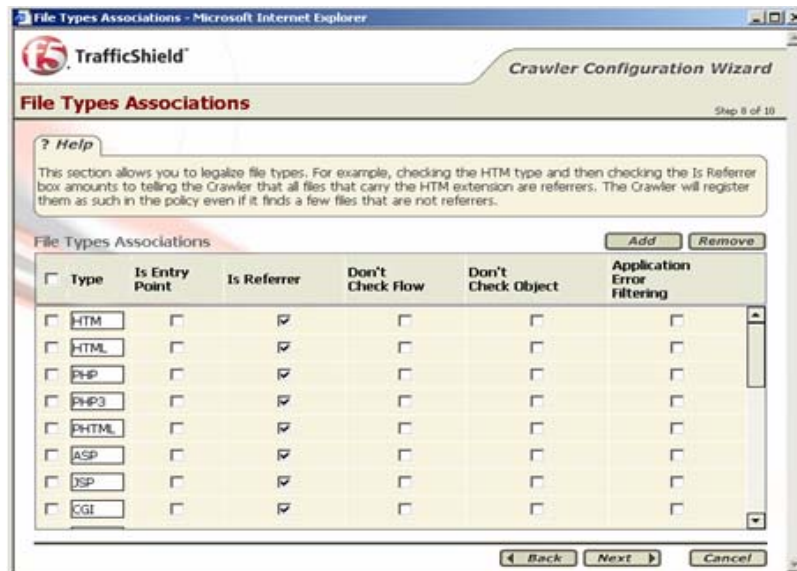 File Types Associations - Microsoft Internet Explorer
f5 TrafficShield
Crawler Configuration Wizard
File Types Associations
Step 8 of 10
? Help
This section allows you to legalize file types. For example, checking the HTM type and then checking the Is Referrer
box amounts to telling the Crawler that all files that carry the HTM extension are referrers. The Crawler will register
them as such in the policy even if it finds a few files that are not referrers.
File Types Associations
Add Remove
Type Is Entry Point Is Referrer Don't Check Flow Don't Check Object Application Error Filtering
HTM
HTML
PHP
PHP3
PHTML
ASP
JSP
CGI
Back Next Cancel